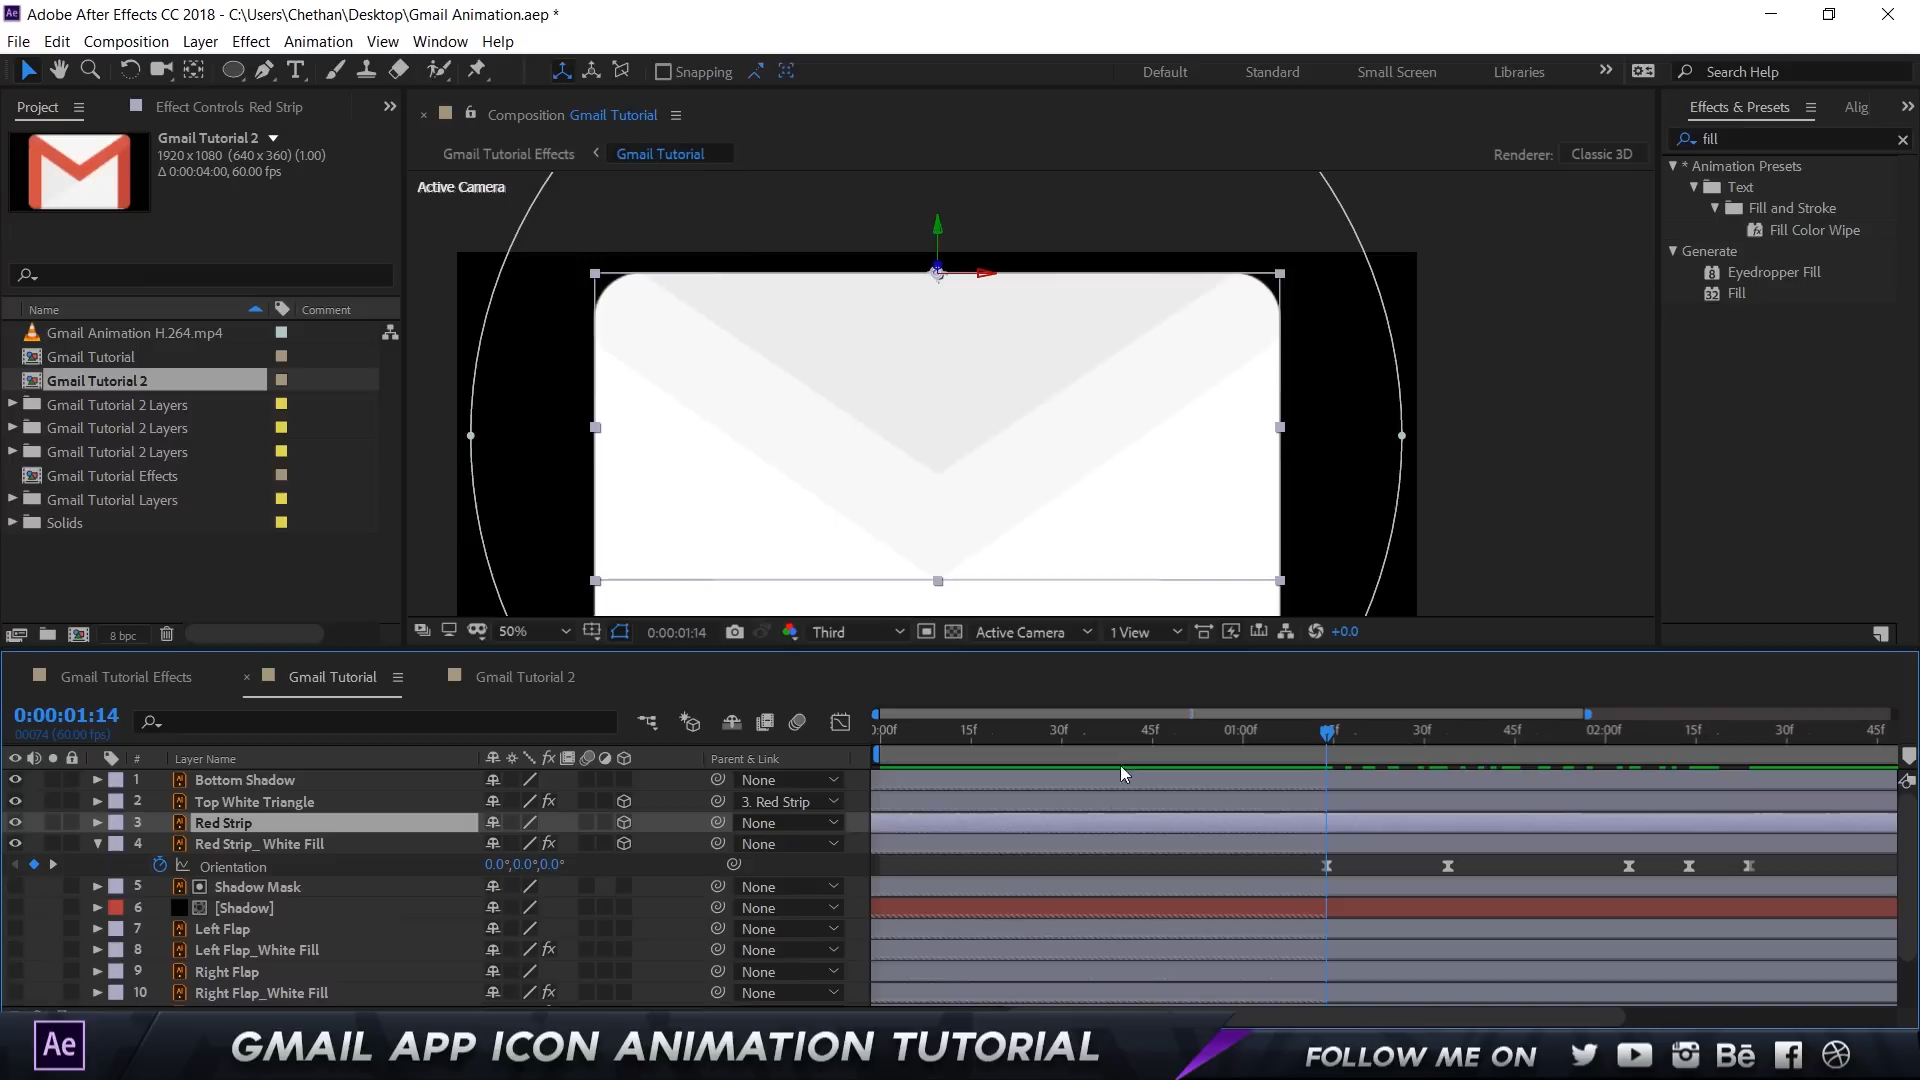 Adobe After Effects CC 2018 - C:\Users\Chethan\Desktop\Gmail Animation.aep *
File Edit Composition Layer Effect Animation View Window Help
Snapping Default Standard Small Screen Libraries Search Help
Project Effect Controls Red Strip
Composition Gmail Tutorial
Effects & Presets Alig
Gmail Tutorial 2
1920 x 1080 (640 x 360) (1.00)
Δ 0:00:04:00, 60.00 fps
Gmail Tutorial Effects Gmail Tutorial
Renderer: Classic 3D
fill
* Animation Presets
Text
Fill and Stroke
Fill Color Wipe
Generate
Eyedropper Fill
Fill
Active Camera
Name Comment
Gmail Animation H.264.mp4
Gmail Tutorial
Gmail Tutorial 2
Gmail Tutorial 2 Layers
Gmail Tutorial 2 Layers
Gmail Tutorial 2 Layers
Gmail Tutorial Effects
Gmail Tutorial Layers
Solids
8 bpc
50% 0:00:01:14 Third Active Camera 1 View +0.0
Gmail Tutorial Effects Gmail Tutorial Gmail Tutorial 2
0:00:01:14
00074 (60.00 fps)
0:00f 15f 30f 45f 01:00f 30f 45f 02:00f 15f 30f 45f
# Layer Name Parent & Link
1 Bottom Shadow None
2 Top White Triangle 3. Red Strip
3 Red Strip None
4 Red Strip_ White Fill None
Orientation 0.0°,0.0°,0.0°
5 Shadow Mask None
6 [Shadow] None
7 Left Flap None
8 Left Flap_White Fill None
9 Right Flap None
10 Right Flap_White Fill None
Ae GMAIL APP ICON ANIMATION TUTORIAL FOLLOW ME ON